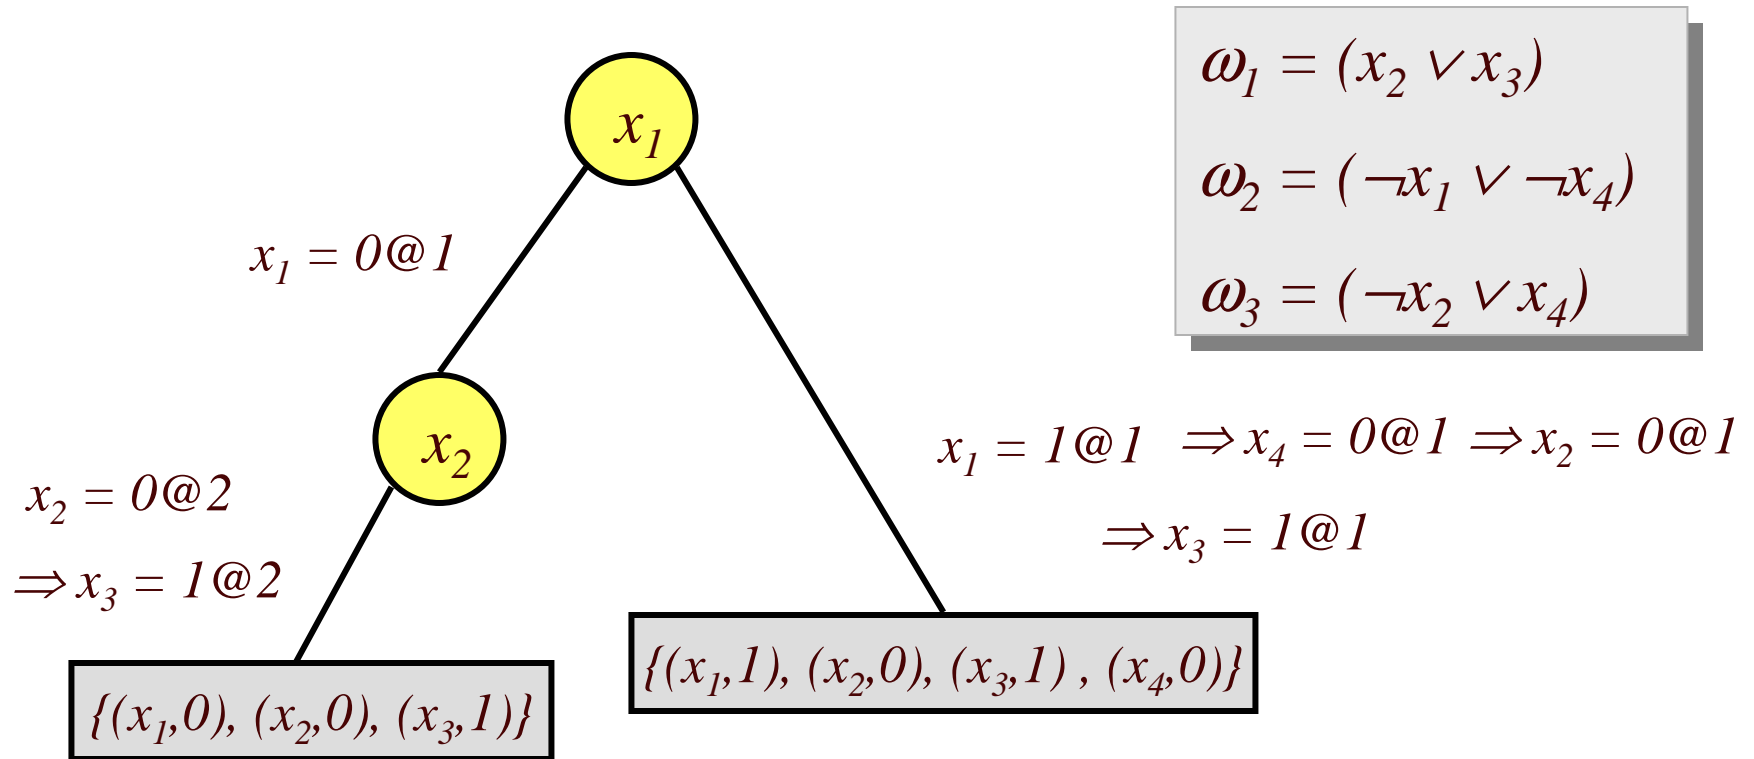 x₁
ω₁ = (x₂ ∨ x₃)
ω₂ = (¬x₁ ∨ ¬x₄)
ω₃ = (¬x₂ ∨ x₄)
x₁ = 0@1
x₂
x₁ = 1@1 ⇒ x₄ = 0@1 ⇒ x₂ = 0@1
⇒ x₃ = 1@1
x₂ = 0@2
⇒ x₃ = 1@2
{(x₁,1), (x₂,0), (x₃,1) , (x₄,0)}
{(x₁,0), (x₂,0), (x₃,1)}